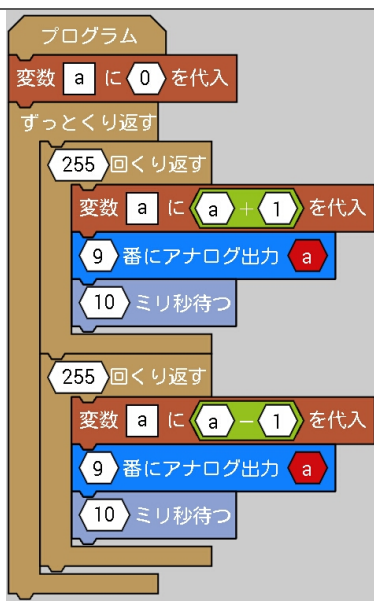 プログラム
変数 a に 0 を代入
ずっとくり返す
255 回くり返す
変数 a に a + 1 を代入
9 番にアナログ出力 a
10 ミリ秒待つ
255 回くり返す
変数 a に a - 1 を代入
9 番にアナログ出力 a
10 ミリ秒待つ